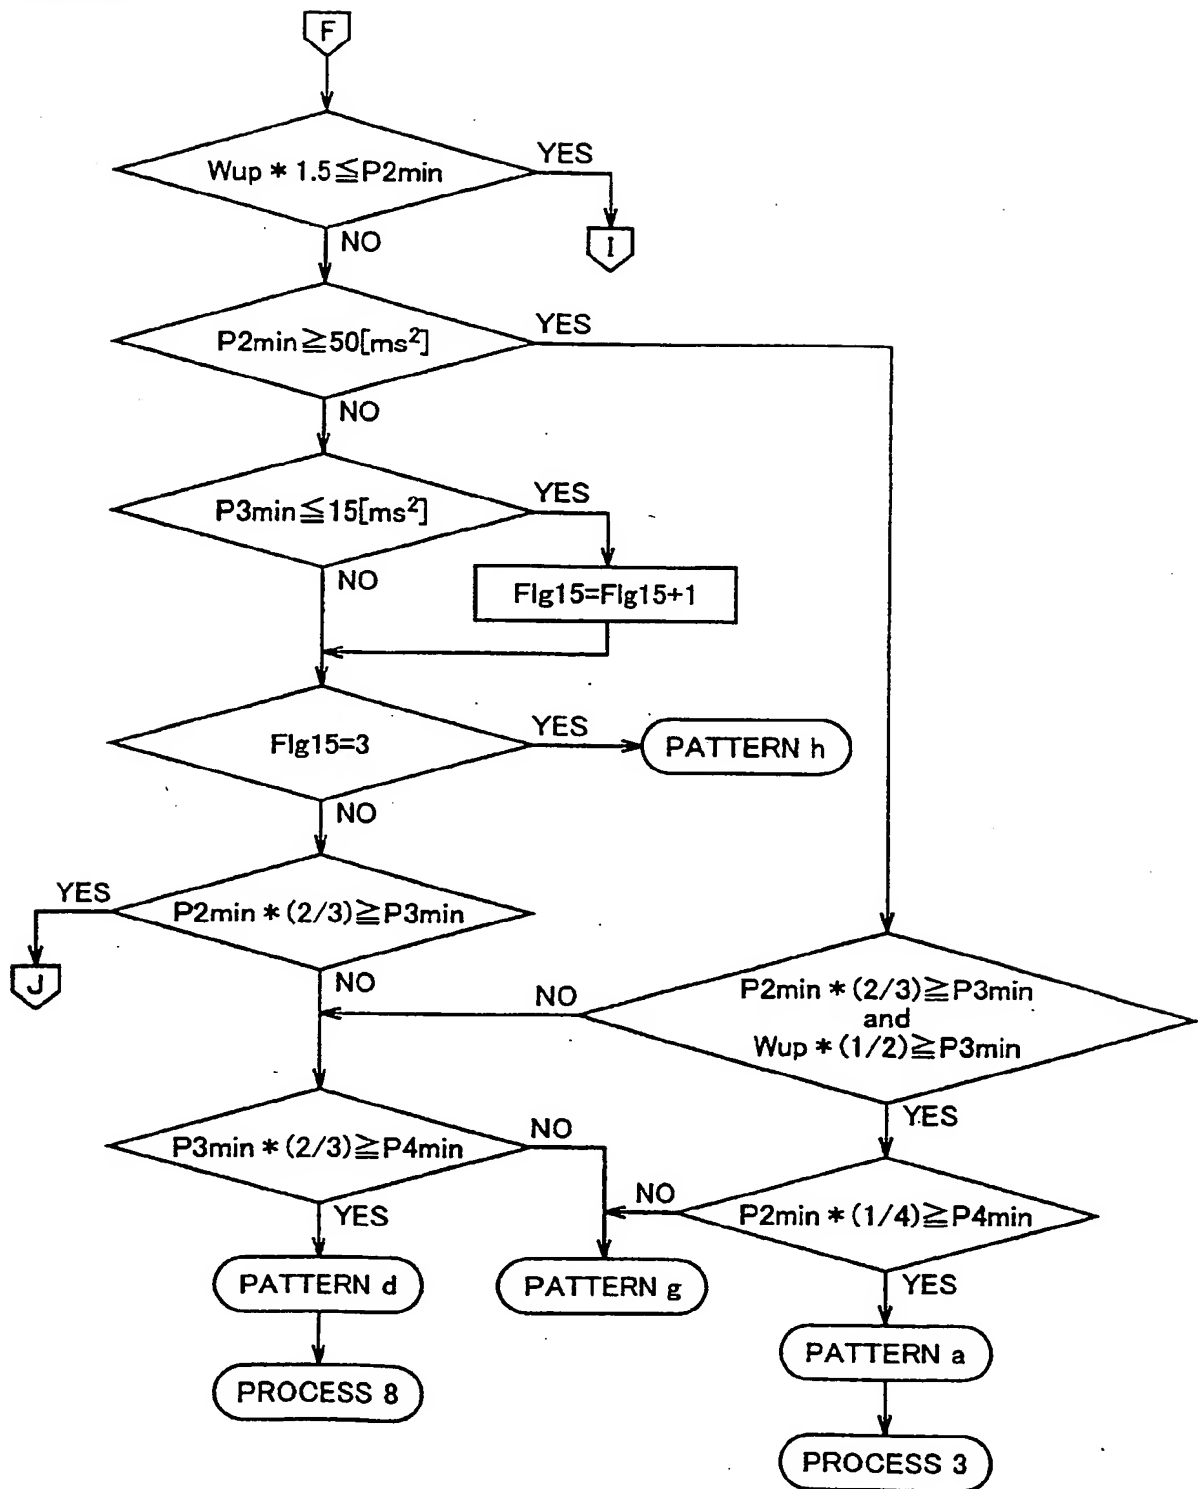 F
Wup * 1.5≦P2min
YES
I
NO
P2min≧50[ms²]
YES
NO
P3min≦15[ms²]
YES
NO
Flg15=Flg15+1
Flg15=3
YES
PATTERN h
NO
YES
P2min * (2/3)≧P3min
J
NO
NO
P2min * (2/3)≧P3min
and
Wup * (1/2)≧P3min
YES
P3min * (2/3)≧P4min
NO
NO
P2min * (1/4)≧P4min
YES
YES
PATTERN d
PATTERN g
PATTERN a
PROCESS 8
PROCESS 3